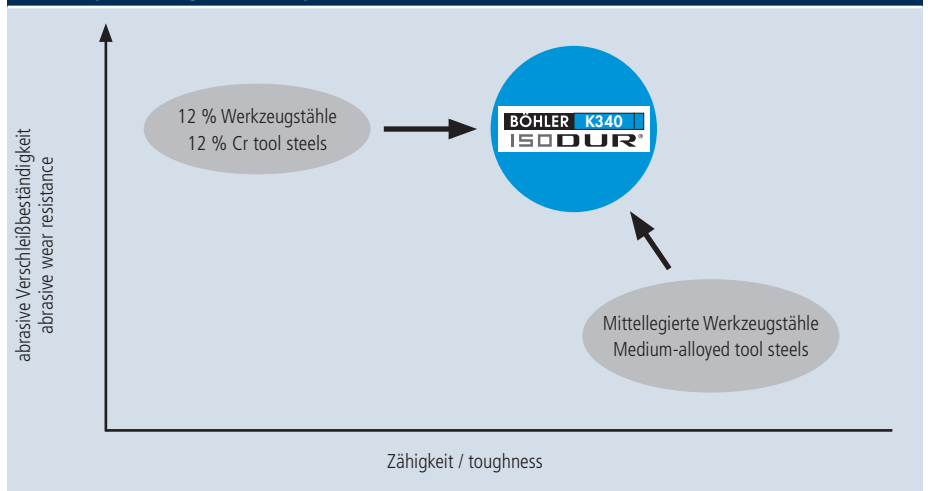 12 % Werkzeugstähle
12 % Cr tool steels
BÖHLER K340
ISODUR®
abrasive Verschleißbeständigkeit
abrasive wear resistance
Mittellegierte Werkzeugstähle
Medium-alloyed tool steels
Zähigkeit / toughness